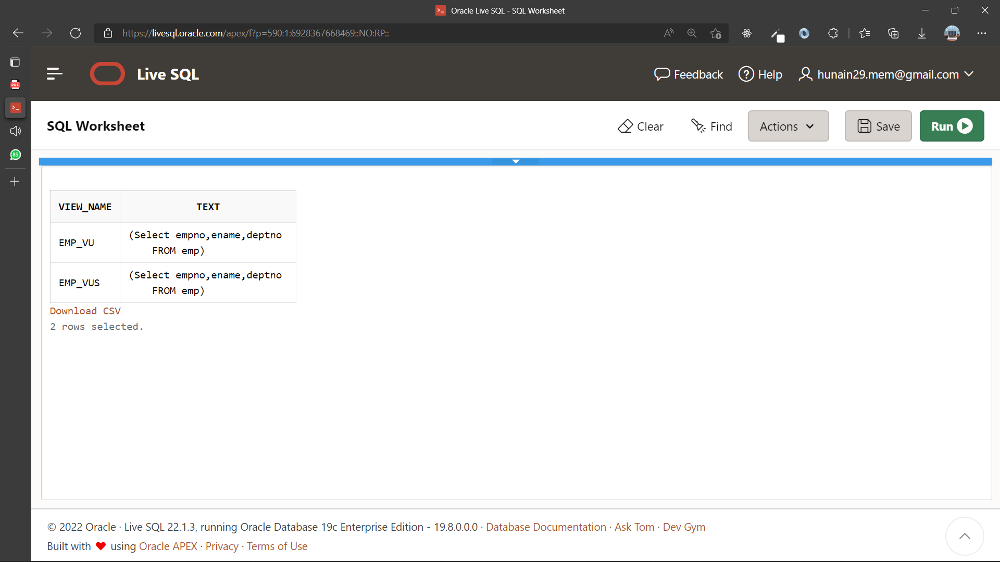 Oracle Live SQL - SQL Worksheet
https://livesql.oracle.com/apex/f?p=590:1:6928367668469::NO:RP::
PDF
85
Live SQL
Feedback
Help
hunain29.mem@gmail.com
SQL Worksheet
Clear
Find
Actions
Save
Run
VIEW_NAME TEXT
EMP_VU (Select empno,ename,deptno
FROM emp)
EMP_VUS (Select empno,ename,deptno
FROM emp)
Download CSV
2 rows selected.
© 2022 Oracle · Live SQL 22.1.3, running Oracle Database 19c Enterprise Edition - 19.8.0.0.0 · Database Documentation · Ask Tom · Dev Gym
Built with ♥ using Oracle APEX · Privacy · Terms of Use